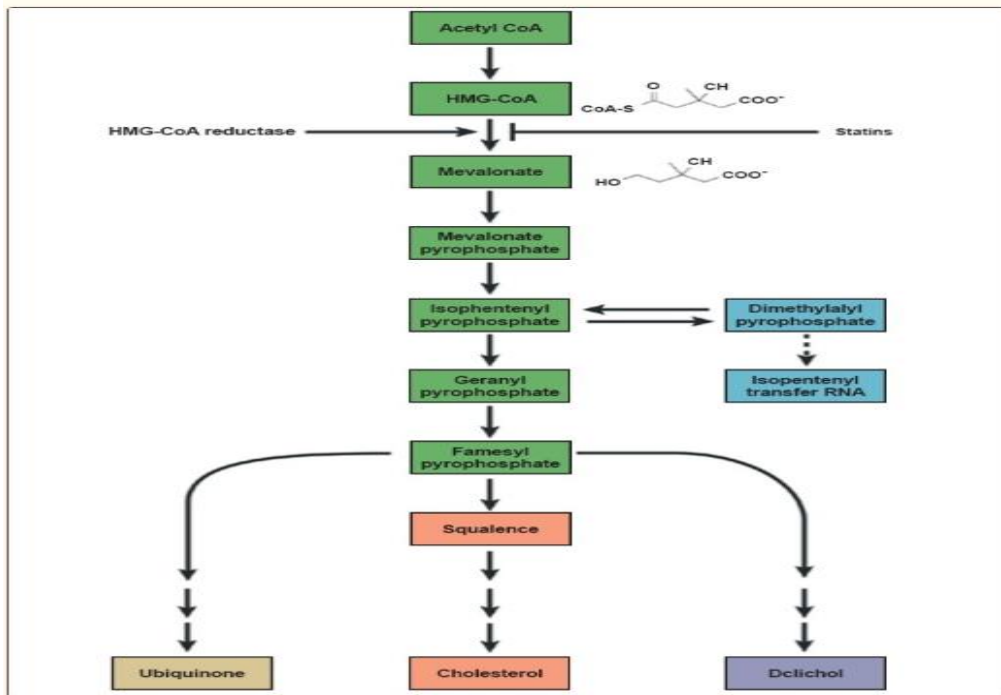 Acetyl CoA
HMG-CoA
O
CH
CoA-S
COO⁻
HMG-CoA reductase
Statins
Mevalonate
CH
HO
COO⁻
Mevalonate
pyrophosphate
Isophentenyl
pyrophosphate
Dimethylalyl
pyrophosphate
Geranyl
pyrophosphate
Isopentenyl
transfer RNA
Famesyl
pyrophosphate
Squalence
Ubiquinone
Cholesterol
Dclichol